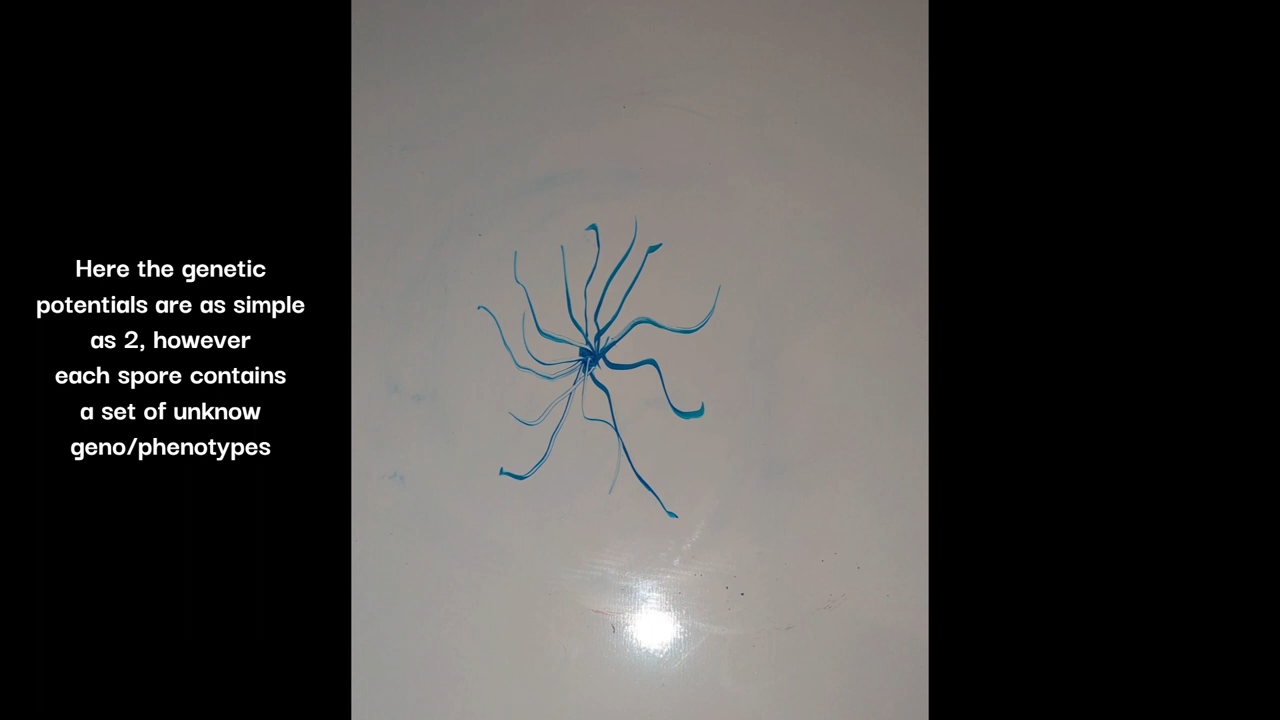 Here the genetic
potentials are as simple
as 2, however
each spore contains
a set of unknow
geno/phenotypes